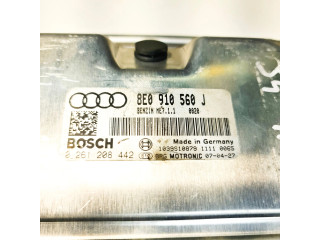 8E0 910 560 J
BENZIN ME7.1.1 0020
BOSCH
Made in Germany
1039S10879 1111 0065
0 261 208 442
MOTRONIC 07-04-27